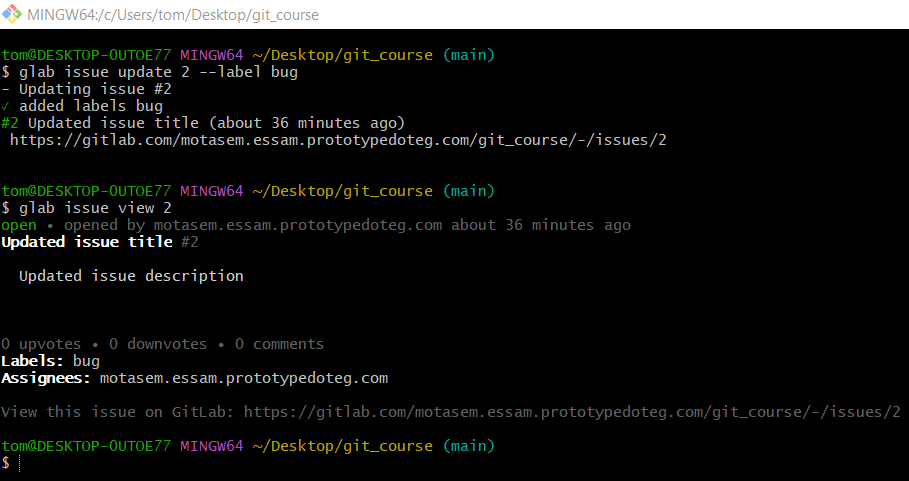 MINGW64:/c/Users/tom/Desktop/git_course
tom@DESKTOP-OUTOE77 MINGW64 ~/Desktop/git_course (main)
$ glab issue update 2 --label bug
- Updating issue #2
✓ added labels bug
#2 Updated issue title (about 36 minutes ago)
https://gitlab.com/motasem.essam.prototypedoteg.com/git_course/-/issues/2
tom@DESKTOP-OUTOE77 MINGW64 ~/Desktop/git_course (main)
$ glab issue view 2
open • opened by motasem.essam.prototypedoteg.com about 36 minutes ago
Updated issue title #2
Updated issue description
0 upvotes • 0 downvotes • 0 comments
Labels: bug
Assignees: motasem.essam.prototypedoteg.com
View this issue on GitLab: https://gitlab.com/motasem.essam.prototypedoteg.com/git_course/-/issues/2
tom@DESKTOP-OUTOE77 MINGW64 ~/Desktop/git_course (main)
$